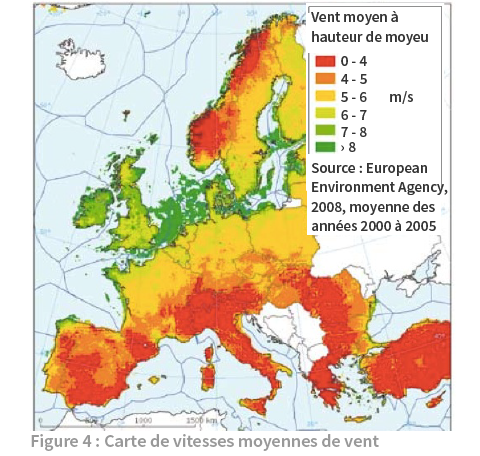 Vent moyen à
hauteur de moyeu
0 - 4
4 - 5
5 - 6 m/s
6 - 7
7 - 8
› 8
Source : European
Environment Agency,
2008, moyenne des
années 2000 à 2005
1000
1500 km
Figure 4 : Carte de vitesses moyennes de vent